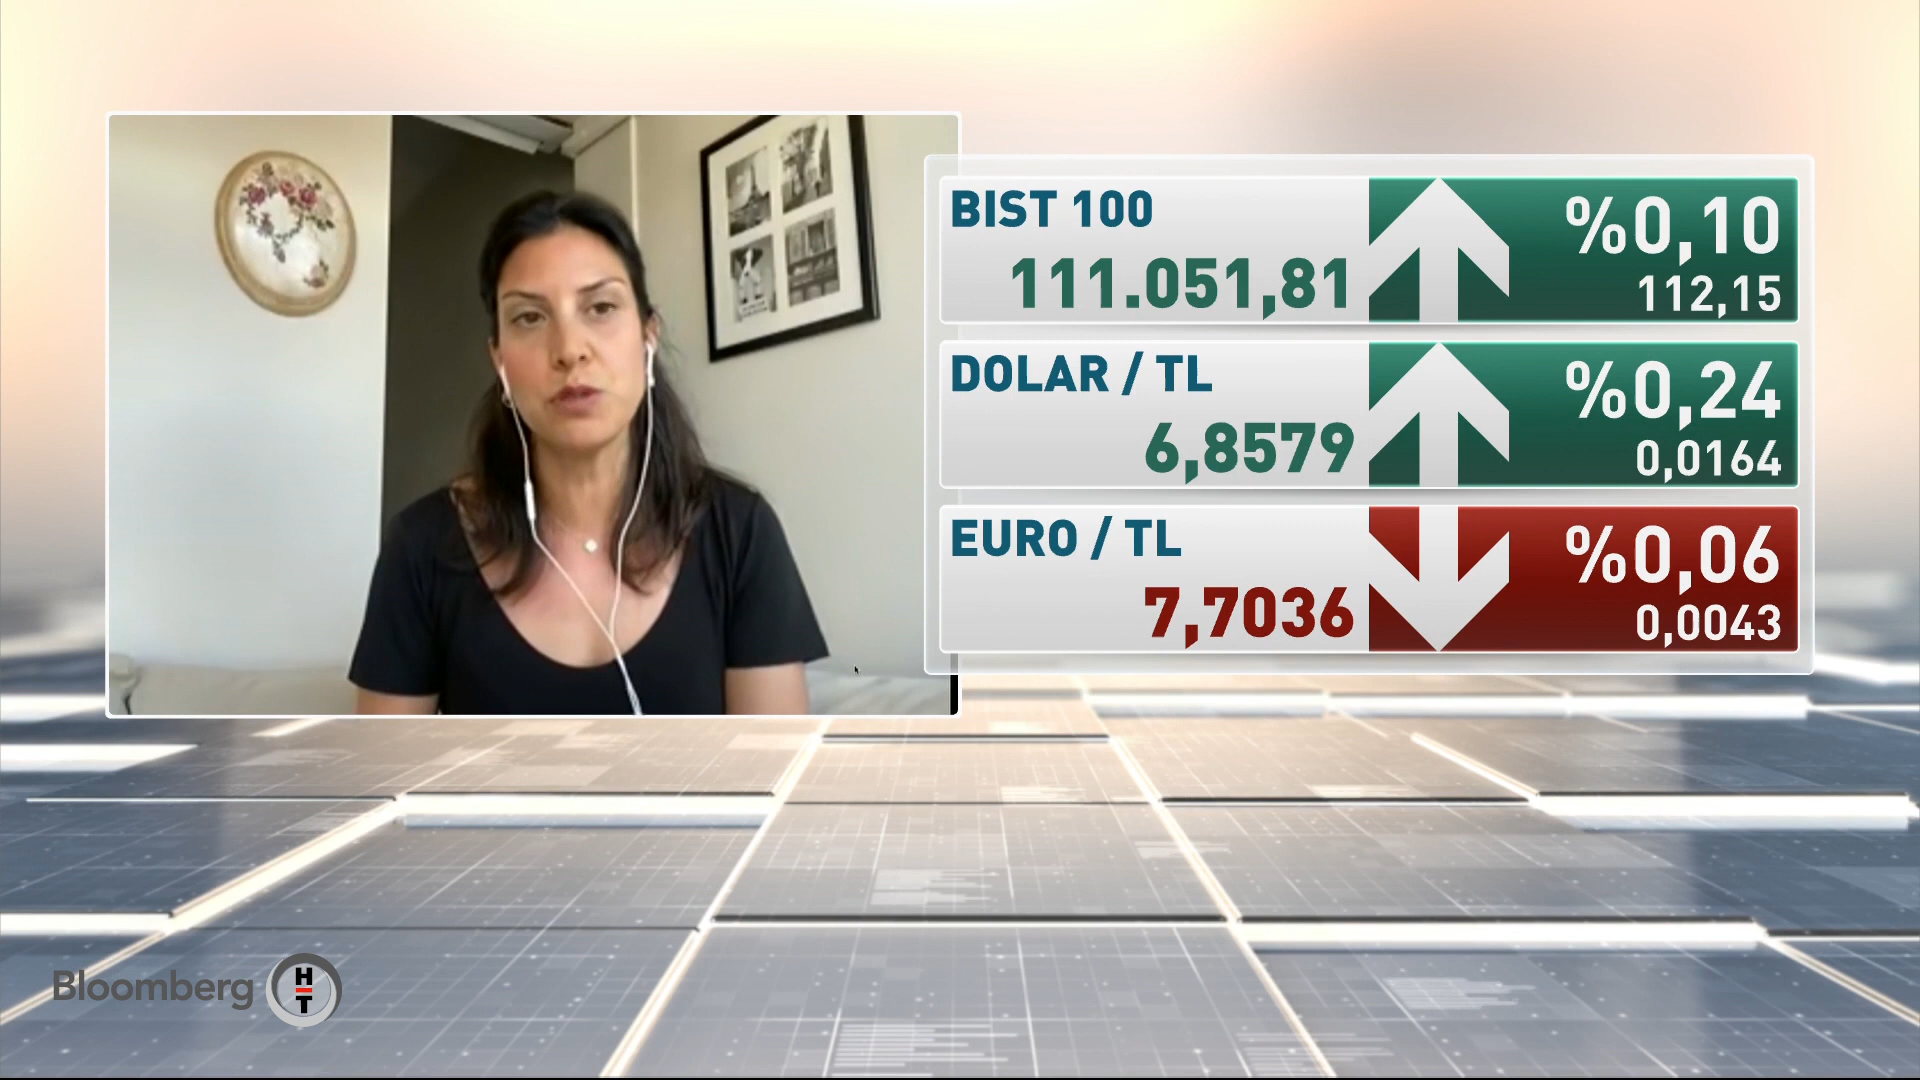 BIST 100
111.051,81
%0,10
112,15
DOLAR / TL
6,8579
%0,24
0,0164
EURO / TL
7,7036
%0,06
0,0043
Bloomberg HT